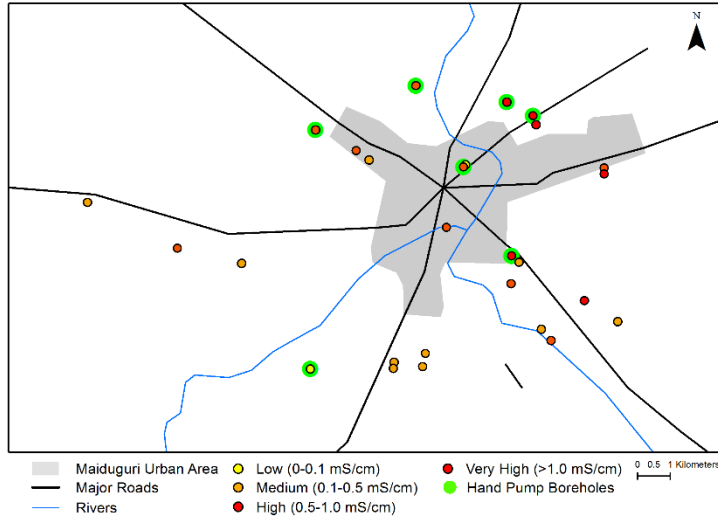 N
Maiduguri Urban Area
Low (0-0.1 mS/cm)
Very High (>1.0 mS/cm)
0 0.5 1 Kilometers
Major Roads
Medium (0.1-0.5 mS/cm)
Hand Pump Boreholes
Rivers
High (0.5-1.0 mS/cm)